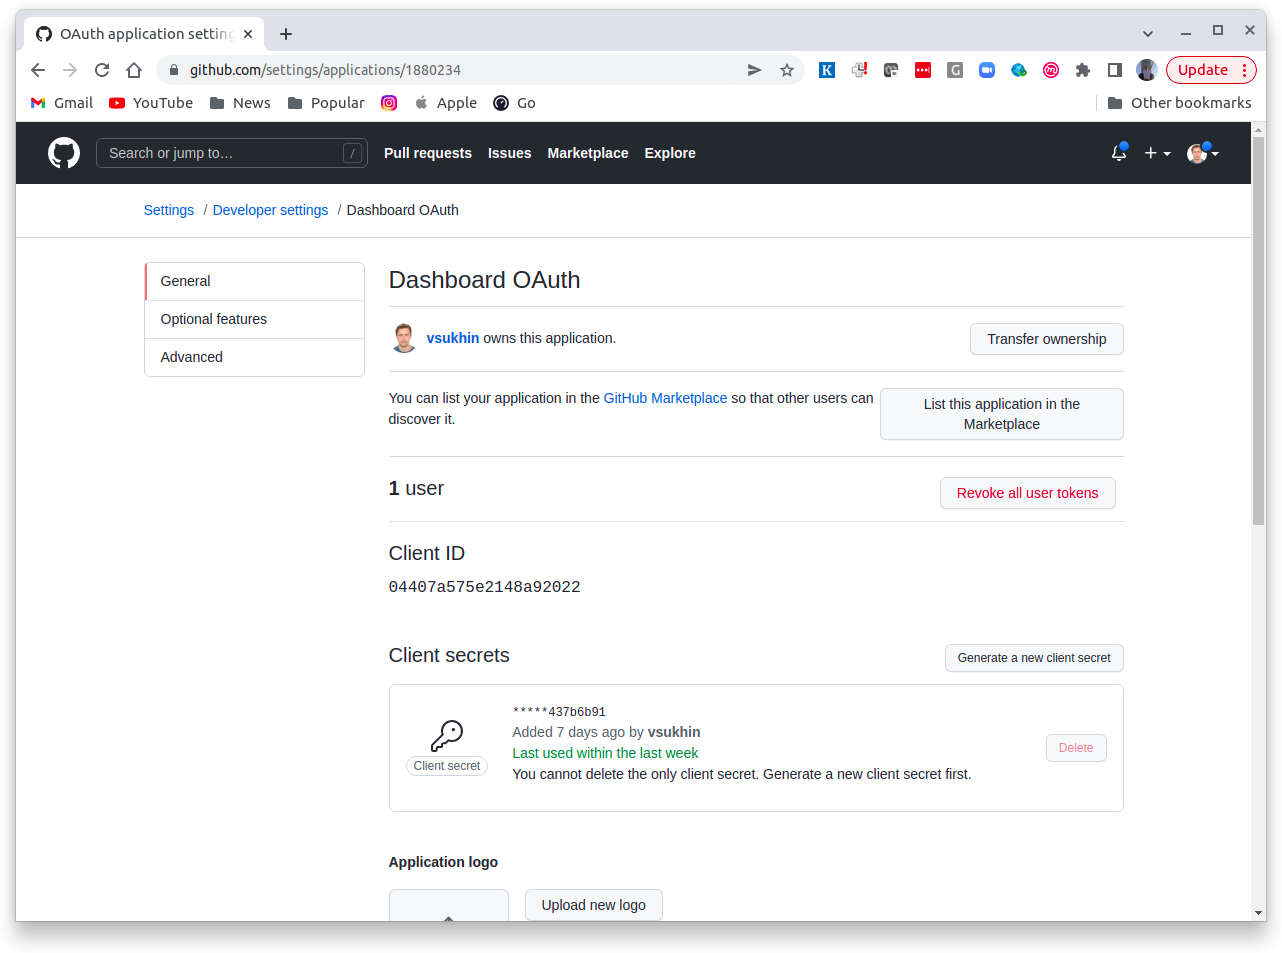 OAuth application setting
github.com/settings/applications/1880234
Update
Gmail
YouTube
News
Popular
Apple
Go
Other bookmarks
Search or jump to…
/
Pull requests
Issues
Marketplace
Explore
Settings / Developer settings / Dashboard OAuth
General
Optional features
Advanced
Dashboard OAuth
vsukhin owns this application.
Transfer ownership
You can list your application in the GitHub Marketplace so that other users can
discover it.
List this application in the
Marketplace
1 user
Revoke all user tokens
Client ID
04407a575e2148a92022
Client secrets
Generate a new client secret
*****437b6b91
Added 7 days ago by vsukhin
Last used within the last week
You cannot delete the only client secret. Generate a new client secret first.
Client secret
Delete
Application logo
Upload new logo